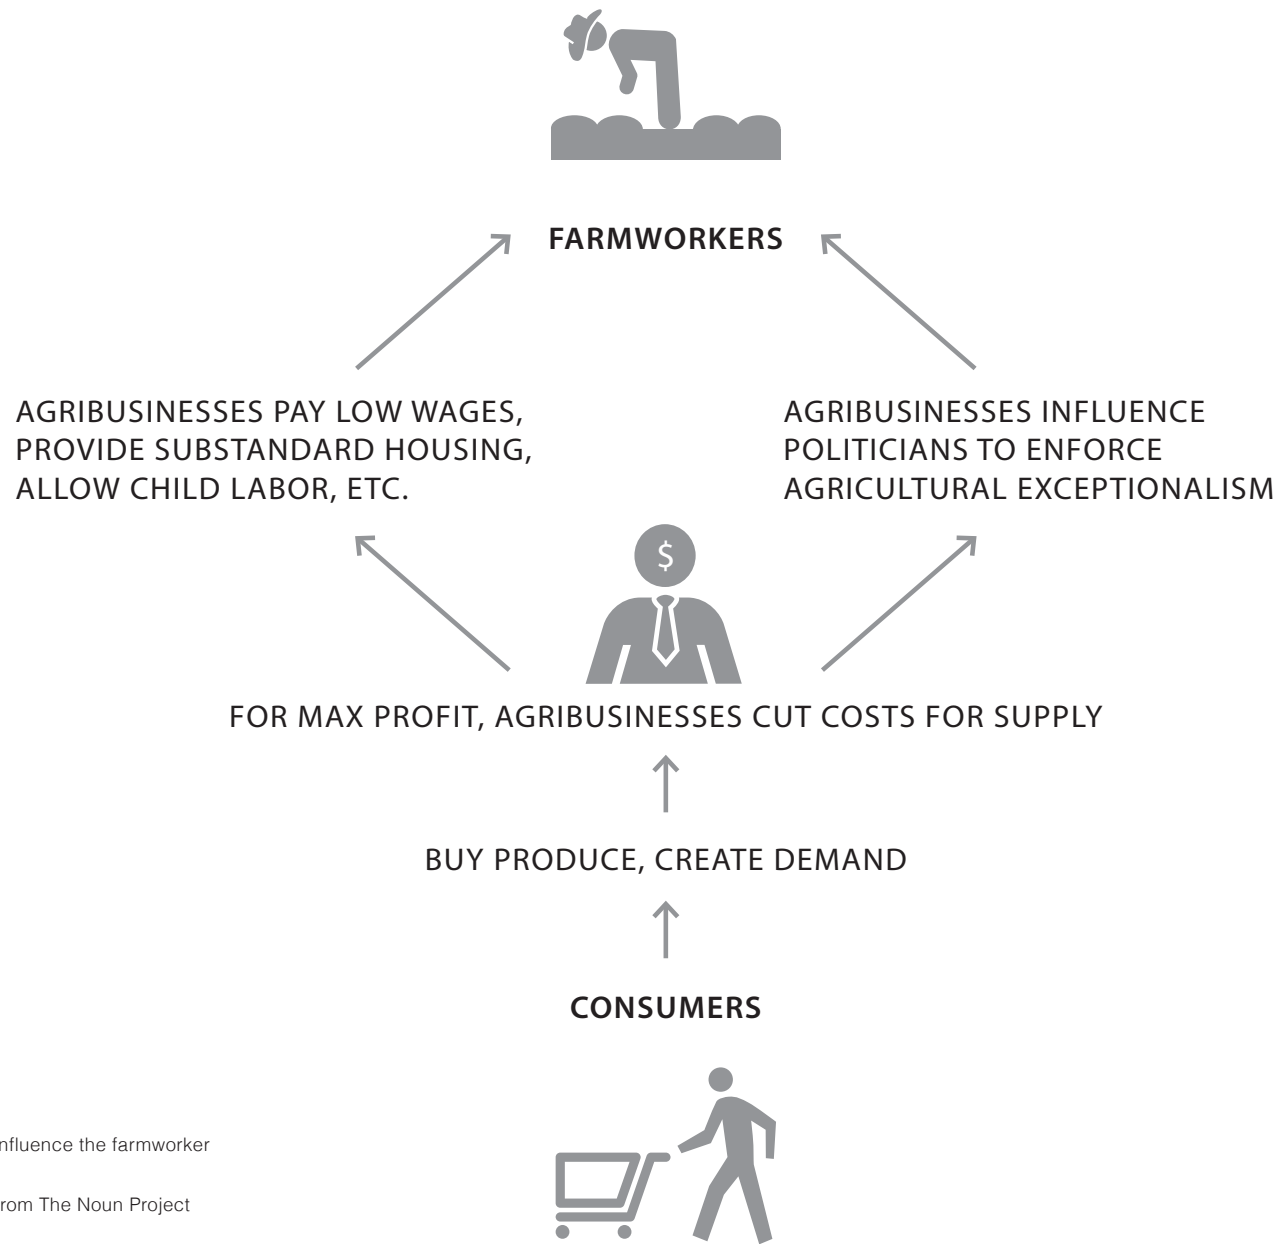 FARMWORKERS
AGRIBUSINESSES PAY LOW WAGES,
PROVIDE SUBSTANDARD HOUSING,
ALLOW CHILD LABOR, ETC.
AGRIBUSINESSES INFLUENCE
POLITICIANS TO ENFORCE
AGRICULTURAL EXCEPTIONALISM
$
FOR MAX PROFIT, AGRIBUSINESSES CUT COSTS FOR SUPPLY
BUY PRODUCE, CREATE DEMAND
CONSUMERS
nfluence the farmworker
rom The Noun Project